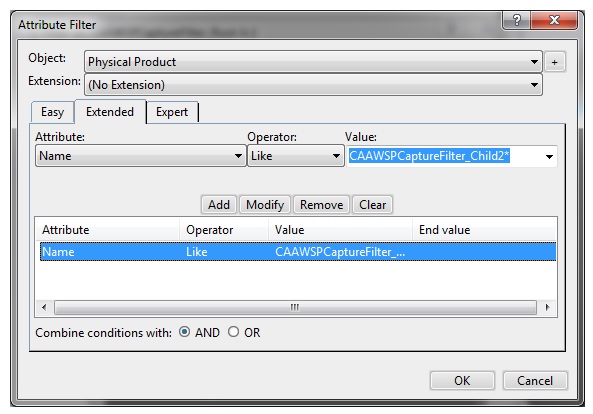 Attribute Filter
Object: Physical Product +
Extension: (No Extension)
Easy Extended Expert
Attribute: Operator: Value:
Name Like CAAWSPCaptureFilter_Child2*
Add Modify Remove Clear
Attribute Operator Value End value
Name Like CAAWSPCaptureFilter_...
Combine conditions with: AND OR
OK Cancel